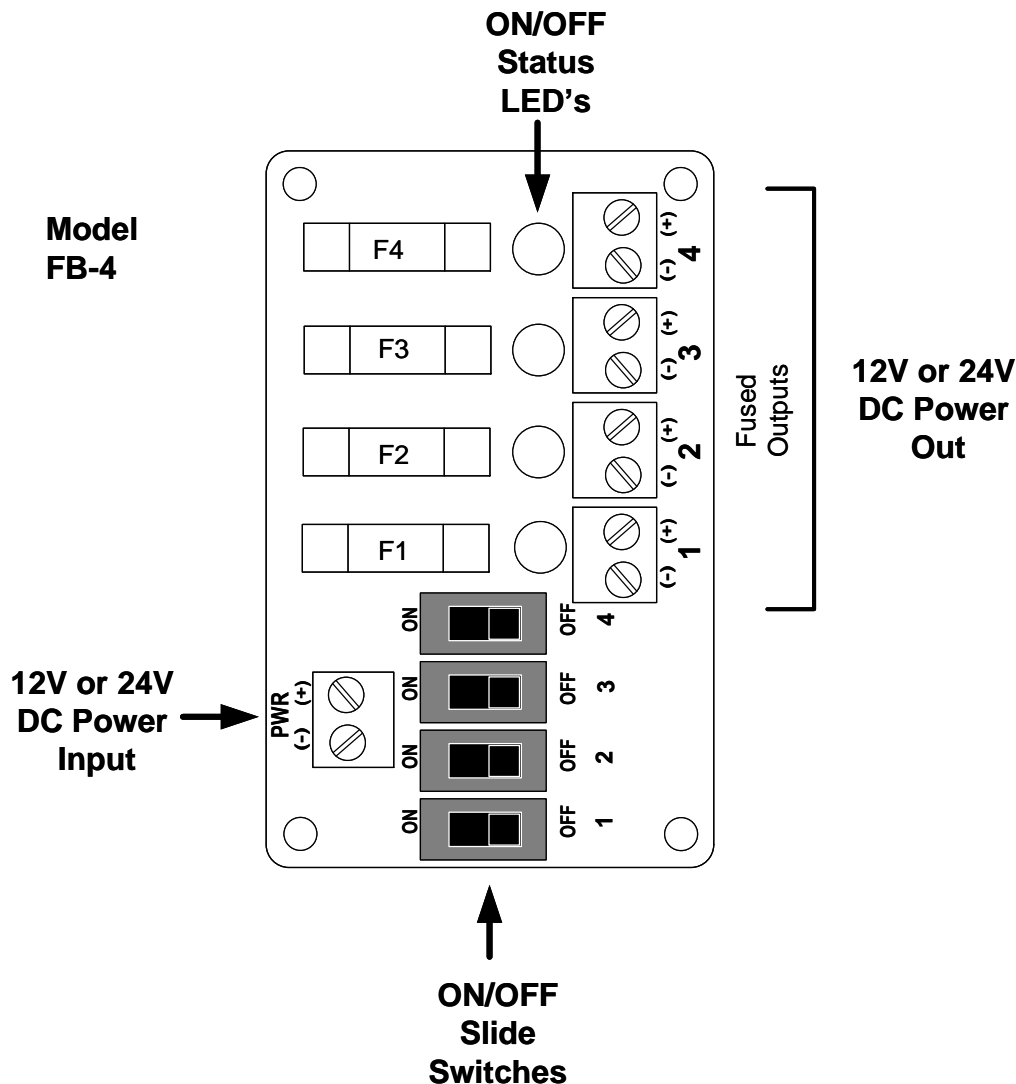 ON/OFF
Status
LED's
Model
FB-4
F4
(+)
(-)
4
F3
(+)
(-)
3
F2
(+)
(-)
2
F1
(+)
(-)
1
Fused
Outputs
12V or 24V
DC Power
Out
ON
OFF
4
ON
OFF
3
ON
OFF
2
ON
OFF
1
12V or 24V
DC Power
Input
PWR
(+)
(-)
ON/OFF
Slide
Switches